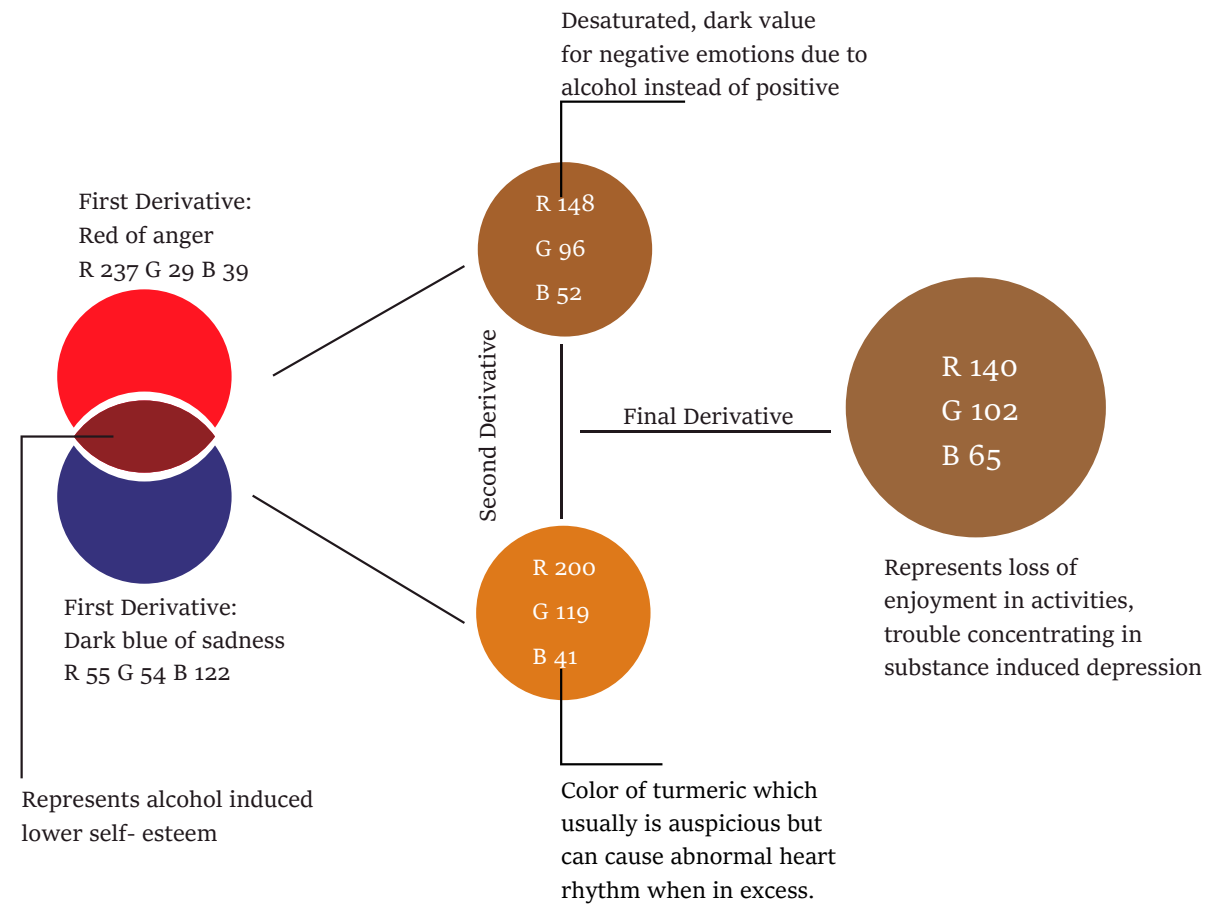 Desaturated, dark value
for negative emotions due to
alcohol instead of positive
First Derivative:
Red of anger
R 237 G 29 B 39
R 148
G 96
B 52
Second Derivative
Final Derivative
R 140
G 102
B 65
R 200
G 119
B 41
First Derivative:
Dark blue of sadness
R 55 G 54 B 122
Represents loss of
enjoyment in activities,
trouble concentrating in
substance induced depression
Represents alcohol induced
lower self- esteem
Color of turmeric which
usually is auspicious but
can cause abnormal heart
rhythm when in excess.